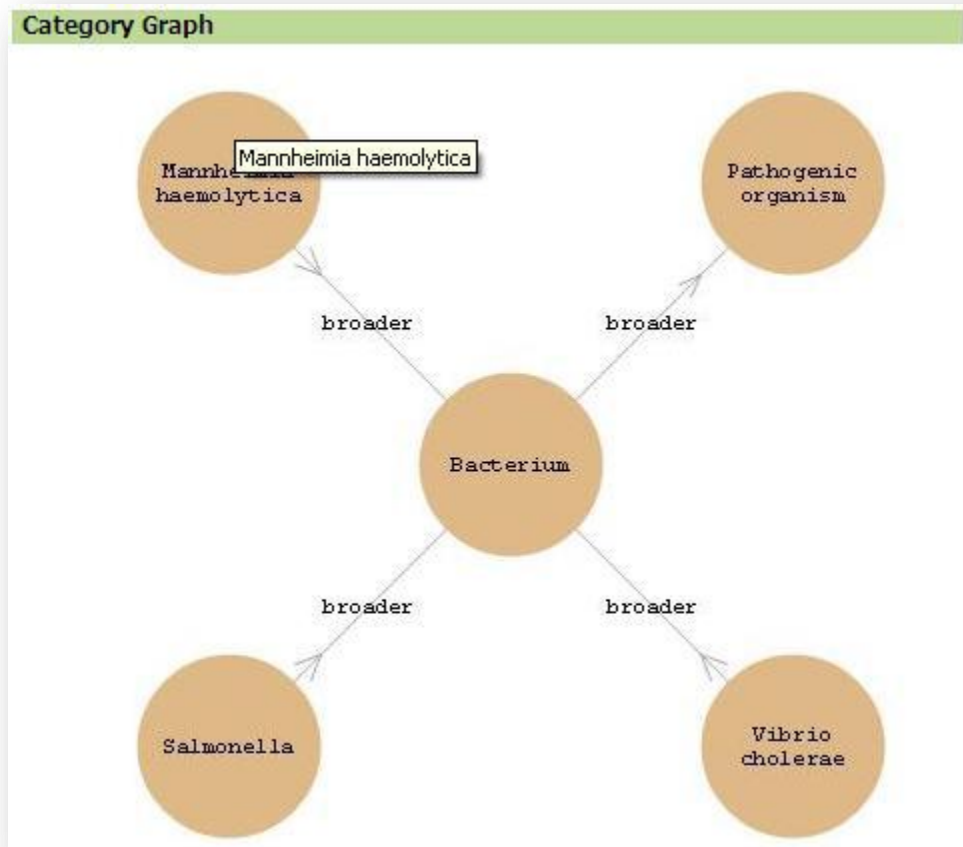 Category Graph
Mannheimia haemolytica
haemolytica
Pathogenic
organism
broader
broader
Bacterium
broader
broader
Salmonella
Vibrio
cholerae